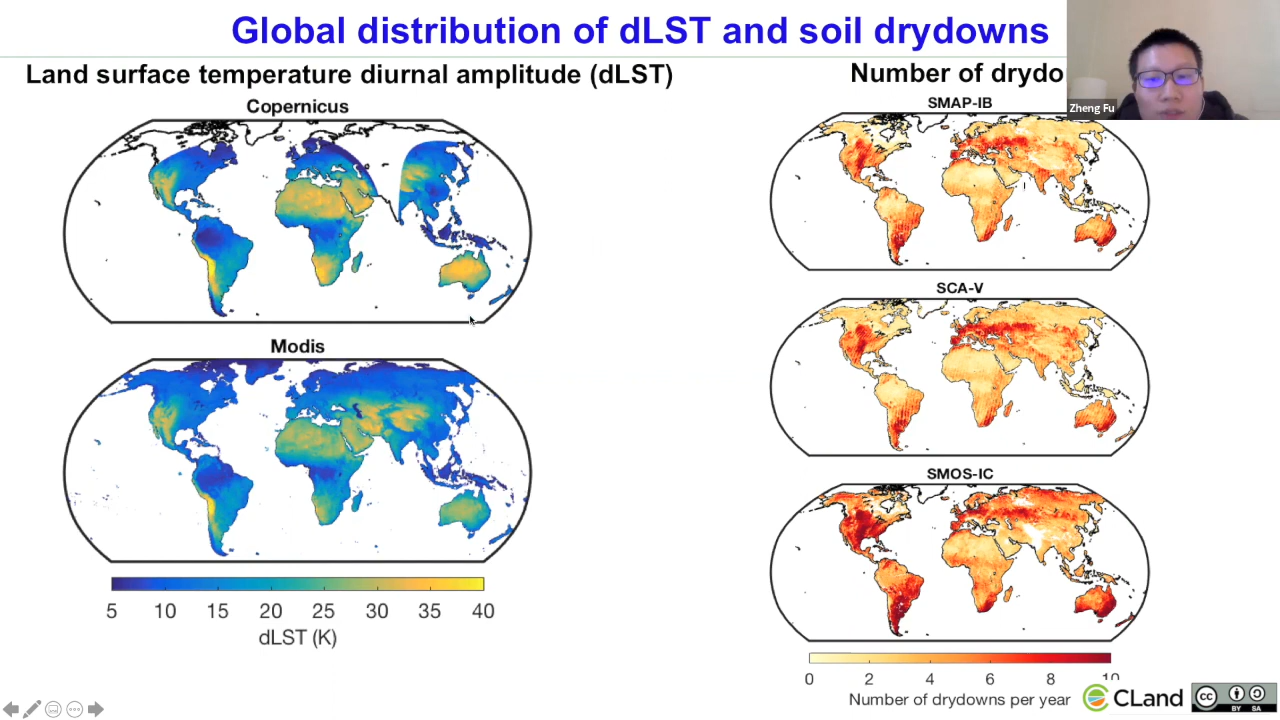 Global distribution of dLST and soil drydowns
Land surface temperature diurnal amplitude (dLST)
Copernicus
Modis
5 10 15 20 25 30 35 40
dLST (K)
Number of drydo
SMAP-IB
SCA-V
SMOS-IC
0 2 4 6 8 10
Number of drydowns per year
Zheng Fu
CLand
CC
BY SA